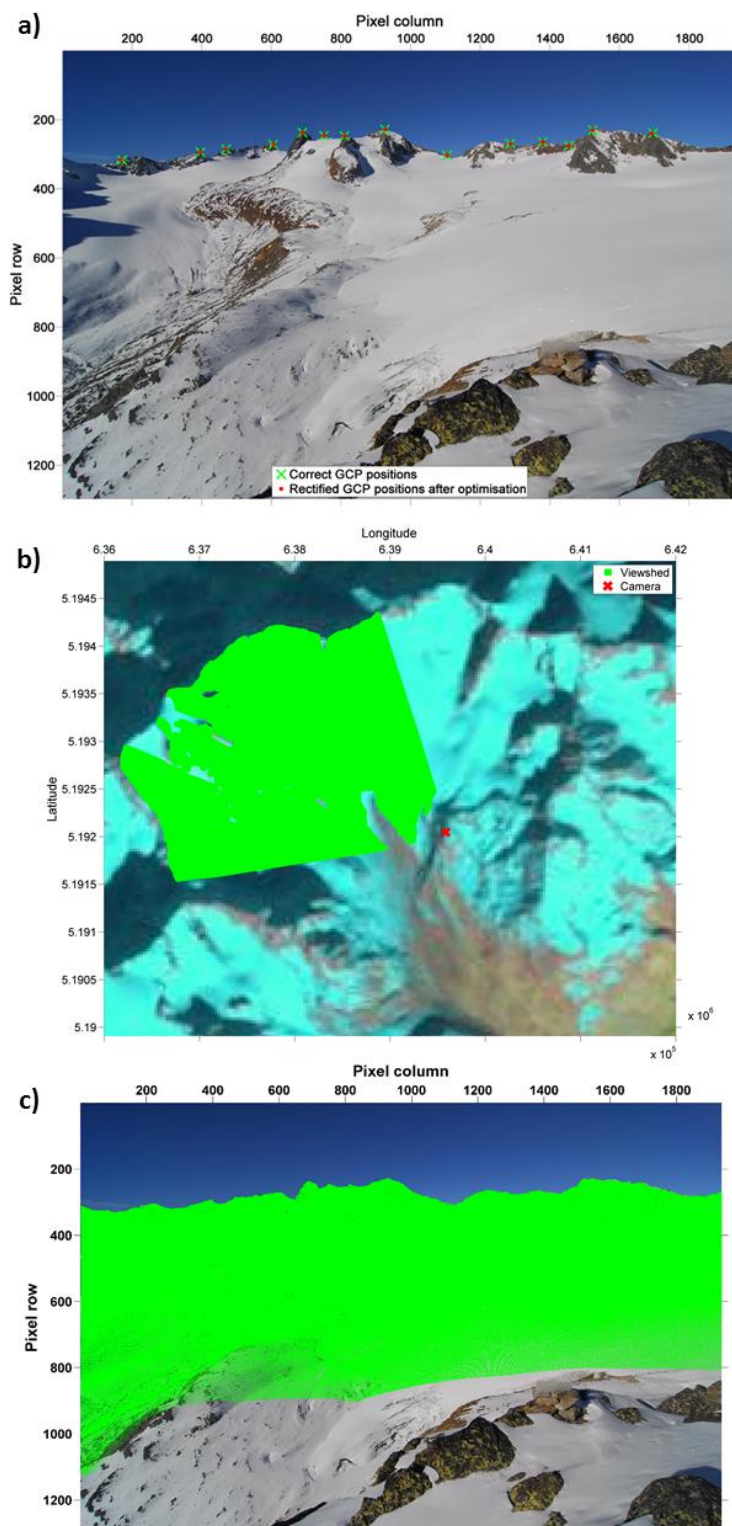 a)
Pixel column
200 400 600 800 1000 1200 1400 1600 1800
Pixel row
200
400
600
800
1000
1200
Correct GCP positions
Rectified GCP positions after optimisation
b)
Longitude
6.36 6.37 6.38 6.39 6.4 6.41 6.42
Latitude
5.1945
5.194
5.1935
5.193
5.1925
5.192
5.1915
5.191
5.1905
5.19
Viewshed
Camera
x 10⁶
x 10⁵
c)
Pixel column
200 400 600 800 1000 1200 1400 1600 1800
Pixel row
200
400
600
800
1000
1200